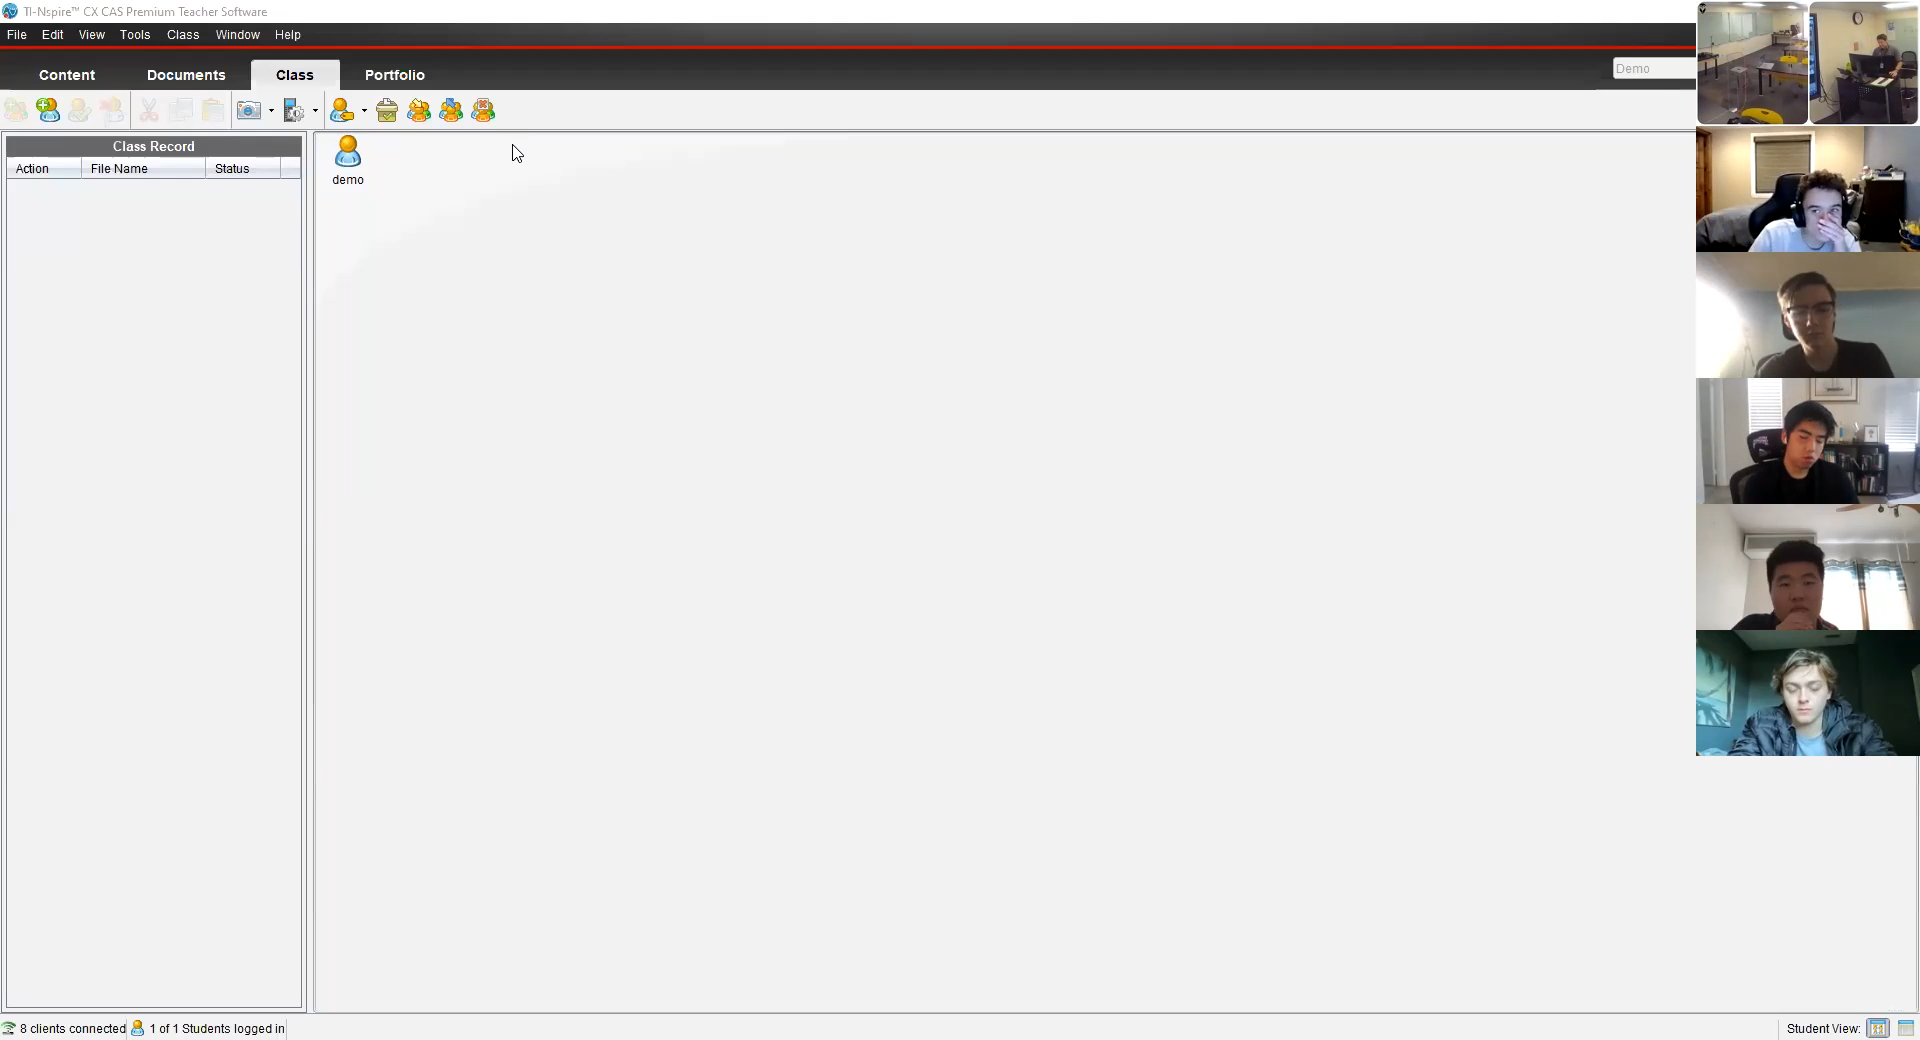 TI-Nspire™ CX CAS Premium Teacher Software
File Edit View Tools Class Window Help
Content Documents Class Portfolio
Demo
Class Record
Action File Name Status
demo
8 clients connected 1 of 1 Students logged in
Student View: